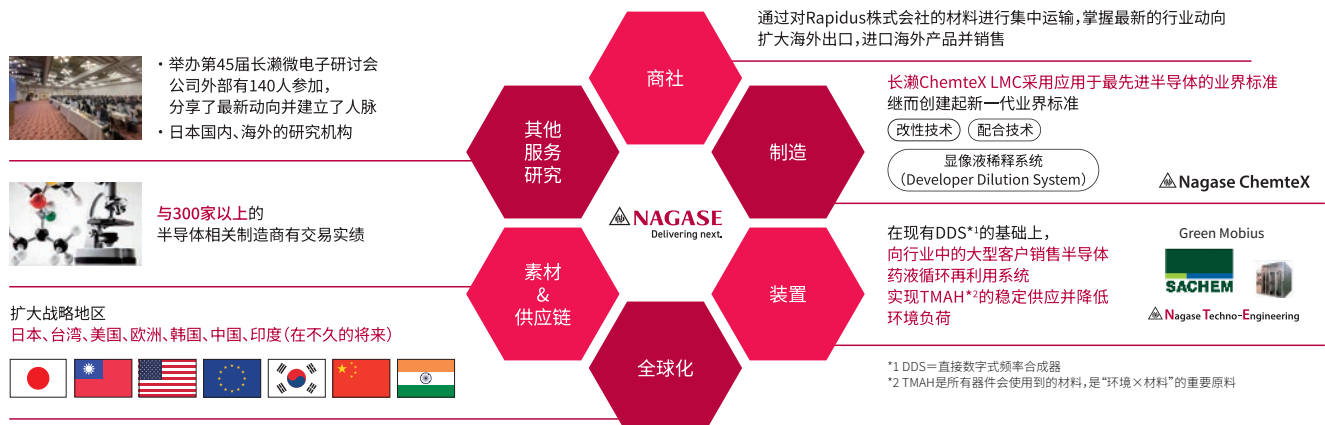 通过对Rapidus株式会社的材料进行集中运输,掌握最新的行业动向
扩大海外出口,进口海外产品并销售
商社
・举办第45届长濑微电子研讨会
公司外部有140人参加,
分享了最新动向并建立了人脉
・日本国内、海外的研究机构
其他
服务
研究
制造
长濑ChemteX LMC采用应用于最先进半导体的业界标准
继而创建起新一代业界标准
改性技术
配合技术
显像液稀释系统
（Developer Dilution System）
Nagase ChemteX
NAGASE
Delivering next.
与300家以上的
半导体相关制造商有交易实绩
素材
&
供应链
装置
在现有DDS*1的基础上,
向行业中的大型客户销售半导体
药液循环再利用系统
实现TMAH*2的稳定供应并降低
环境负荷
Green Mobius
SACHEM
Nagase Techno-Engineering
扩大战略地区
日本、台湾、美国、欧洲、韩国、中国、印度（在不久的将来）
全球化
*1 DDS＝直接数字式频率合成器
*2 TMAH是所有器件会使用到的材料,是“环境×材料”的重要原料